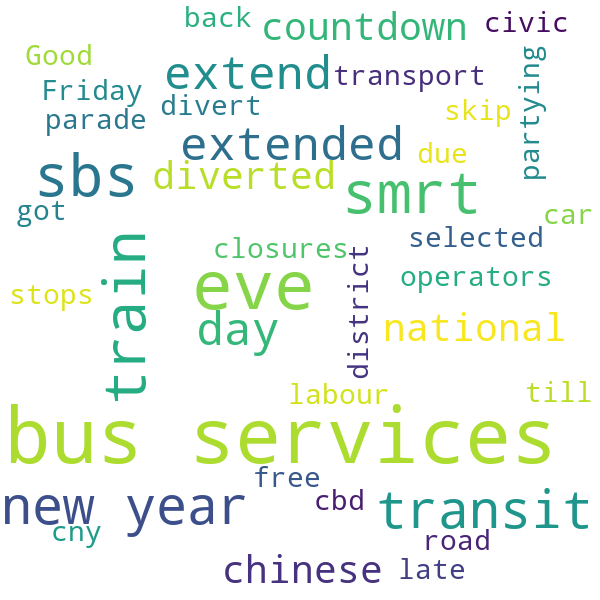 back
countdown
civic
Good
extend
transport
partying
Friday
divert
skip
parade
extended
due
sbs
diverted
smrt
got
car
train
closures
selected
district
eve
operators
stops
day
national
labour
till
bus services
free
new year
cbd
transit
cny
road
chinese
late